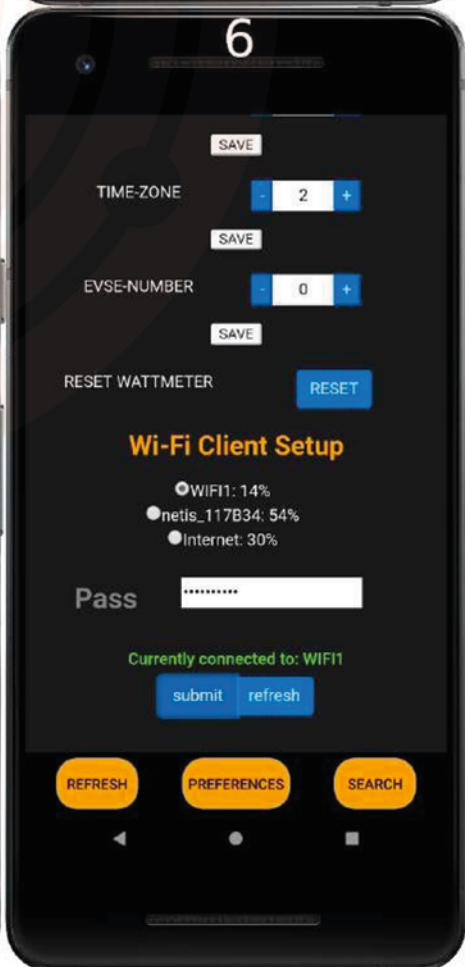 6
SAVE
TIME-ZONE - 2 +
SAVE
EVSE-NUMBER - 0 +
SAVE
RESET WATTMETER RESET
Wi-Fi Client Setup
WIFI1: 14%
netis_117B34: 54%
Internet: 30%
Pass ··········
Currently connected to: WIFI1
submit refresh
REFRESH PREFERENCES SEARCH